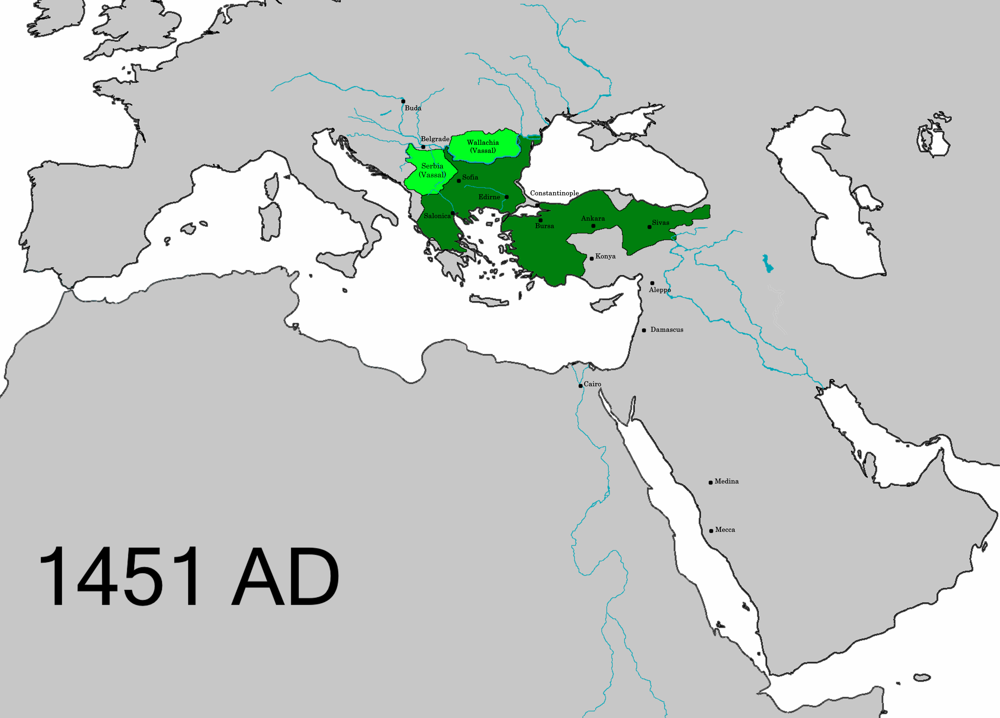 Buda
Belgrade
Wallachia
(Vassal)
Serbia
(Vassal)
Sofia
Constantinople
Edirne
Salonica
Bursa
Ankara
Sivas
Konya
Aleppo
Damascus
Cairo
Medina
Mecca
1451 AD